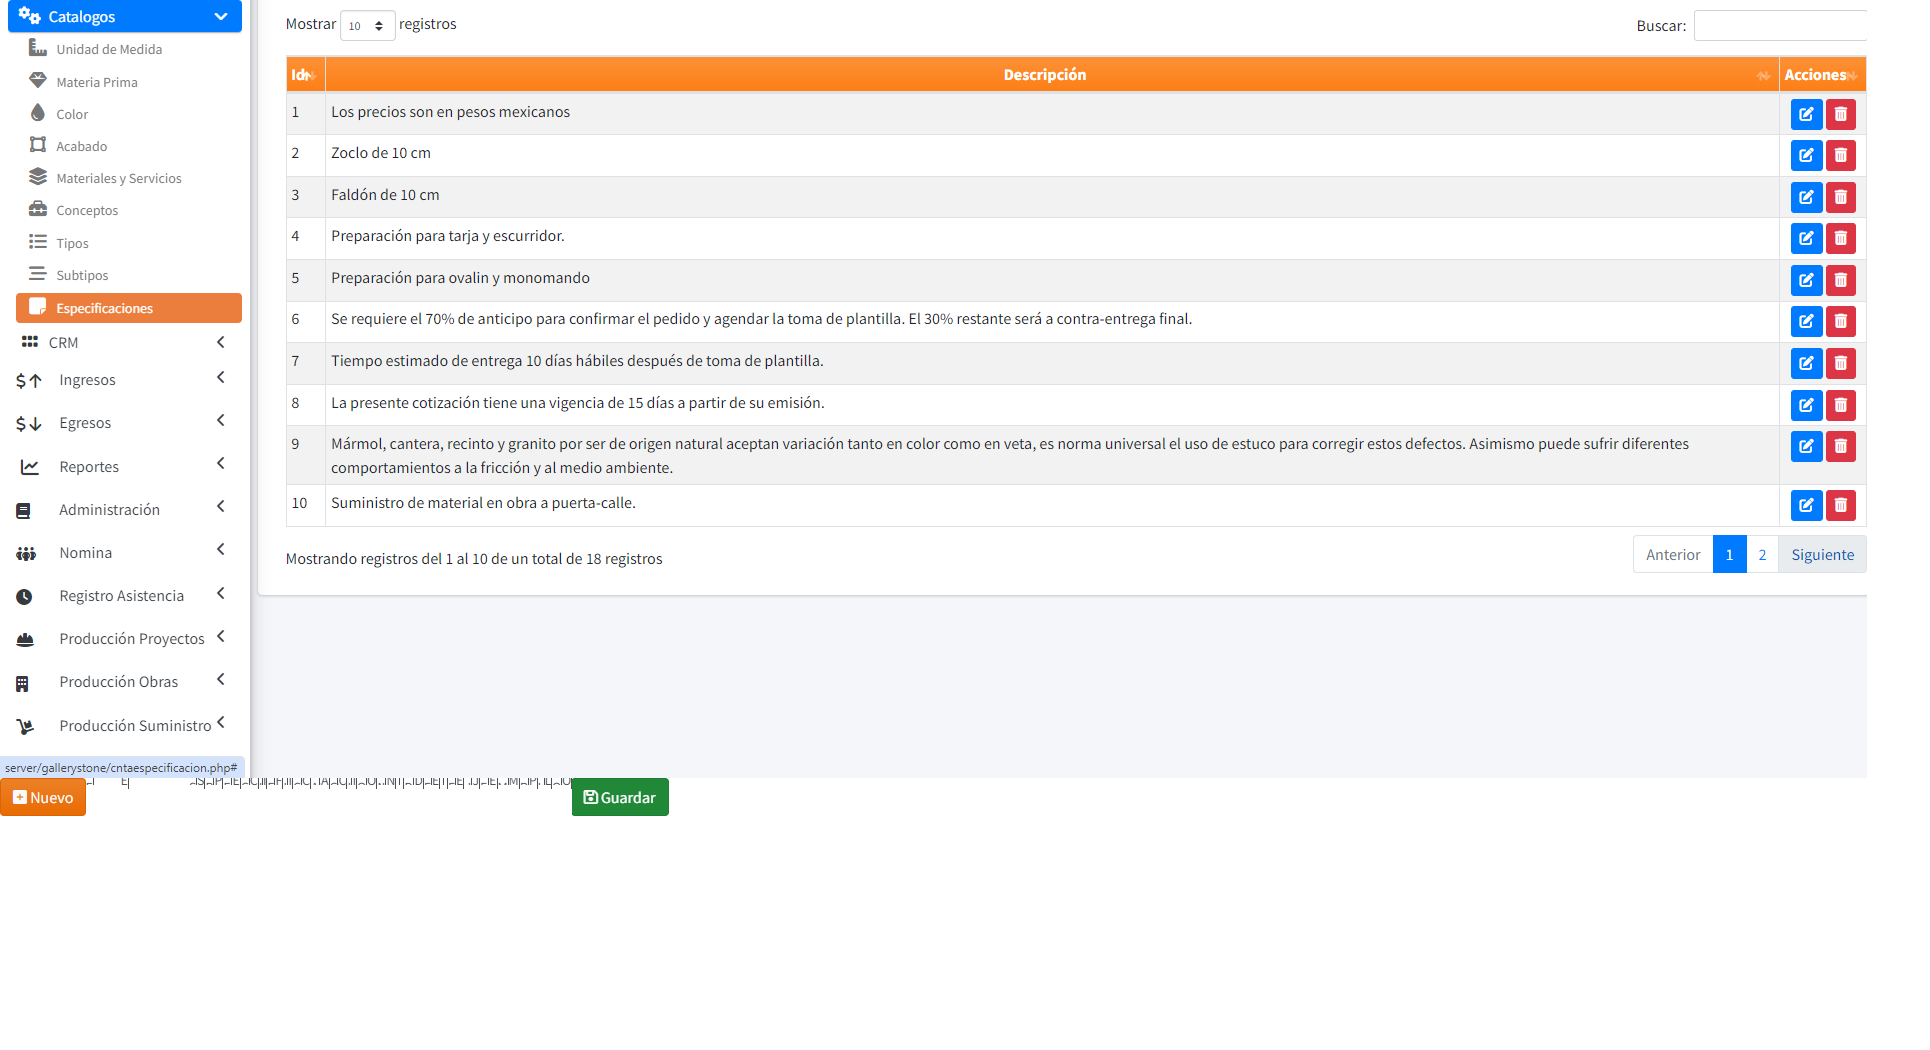 Catalogos
Unidad de Medida
Materia Prima
Color
Acabado
Materiales y Servicios
Conceptos
Tipos
Subtipos
Especificaciones
CRM
Ingresos
Egresos
Reportes
Administración
Nomina
Registro Asistencia
Producción Proyectos
Producción Obras
Producción Suministro
server/gallerystone/cntaespecificacion.php#
Mostrar 10 registros
Buscar:
Id Descripción Acciones
1 Los precios son en pesos mexicanos
2 Zoclo de 10 cm
3 Faldón de 10 cm
4 Preparación para tarja y escurridor.
5 Preparación para ovalin y monomando
6 Se requiere el 70% de anticipo para confirmar el pedido y agendar la toma de plantilla. El 30% restante será a contra-entrega final.
7 Tiempo estimado de entrega 10 días hábiles después de toma de plantilla.
8 La presente cotización tiene una vigencia de 15 días a partir de su emisión.
9 Mármol, cantera, recinto y granito por ser de origen natural aceptan variación tanto en color como en veta, es norma universal el uso de estuco para corregir estos defectos. Asimismo puede sufrir diferentes
comportamientos a la fricción y al medio ambiente.
10 Suministro de material en obra a puerta-calle.
Mostrando registros del 1 al 10 de un total de 18 registros
Anterior 1 2 Siguiente
Nuevo
Guardar